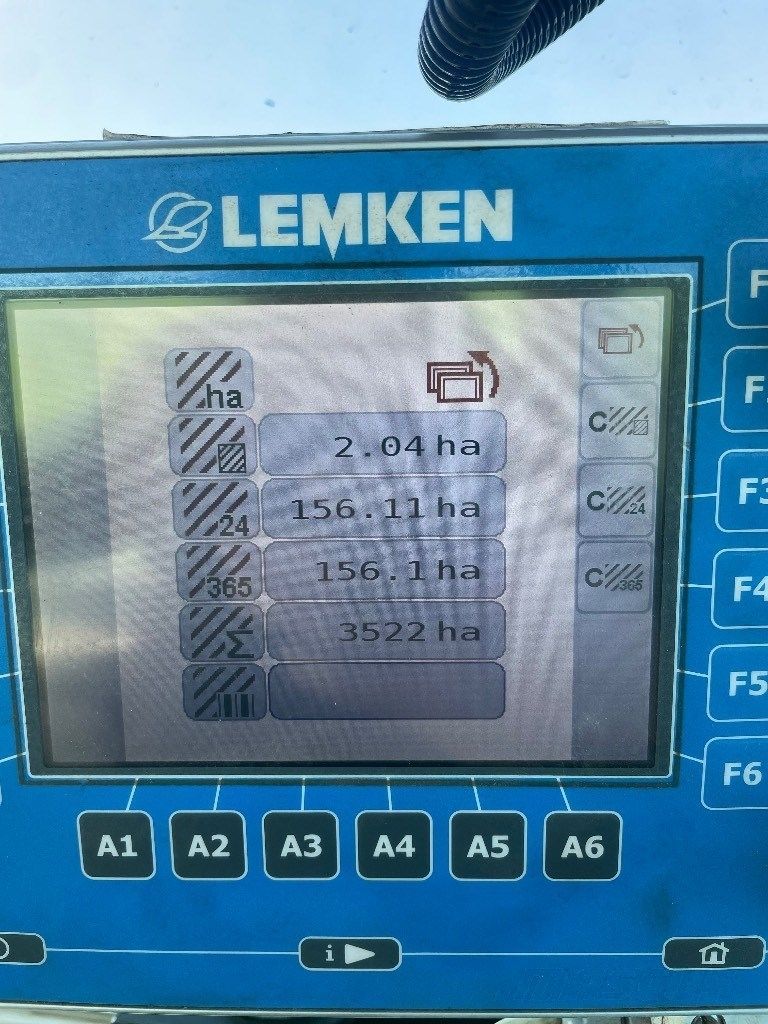 LEMKEN
F
ha
2.04 ha
C
F
24
156.11 ha
C 24
F3
365
156.1 ha
C 365
F4
Σ
3522 ha
F5
F6
A1 A2 A3 A4 A5 A6
i